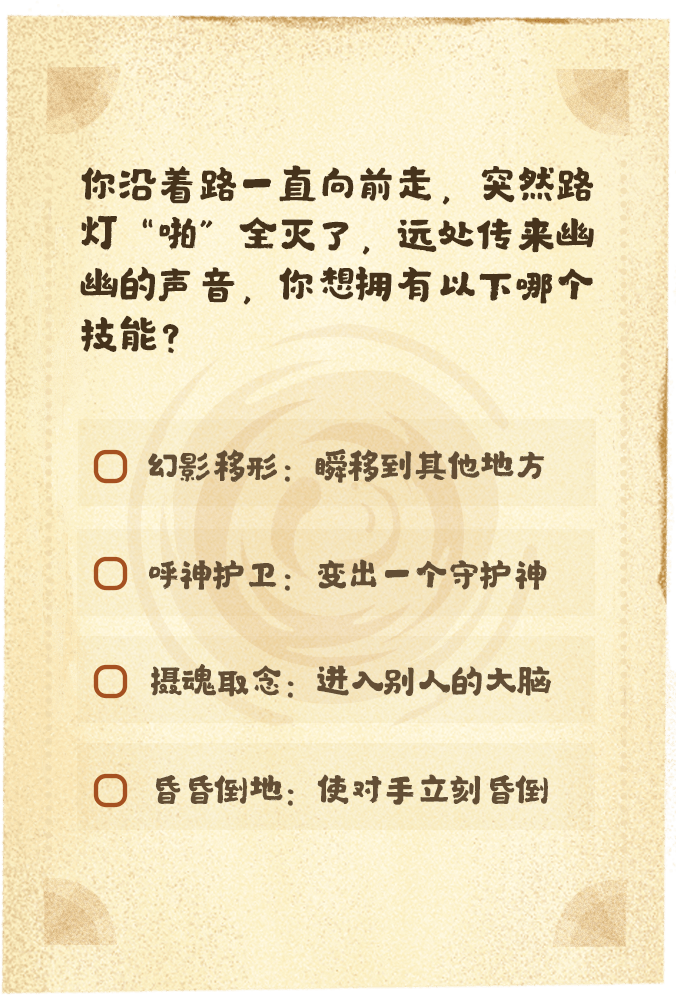 你沿着路一直向前走，突然路
灯“啪”全灭了，远处传来幽
幽的声音，你想拥有以下哪个
技能？
幻影移形：瞬移到其他地方
呼神护卫：变出一个守护神
摄魂取念：进入别人的大脑
昏昏倒地：使对手立刻昏倒